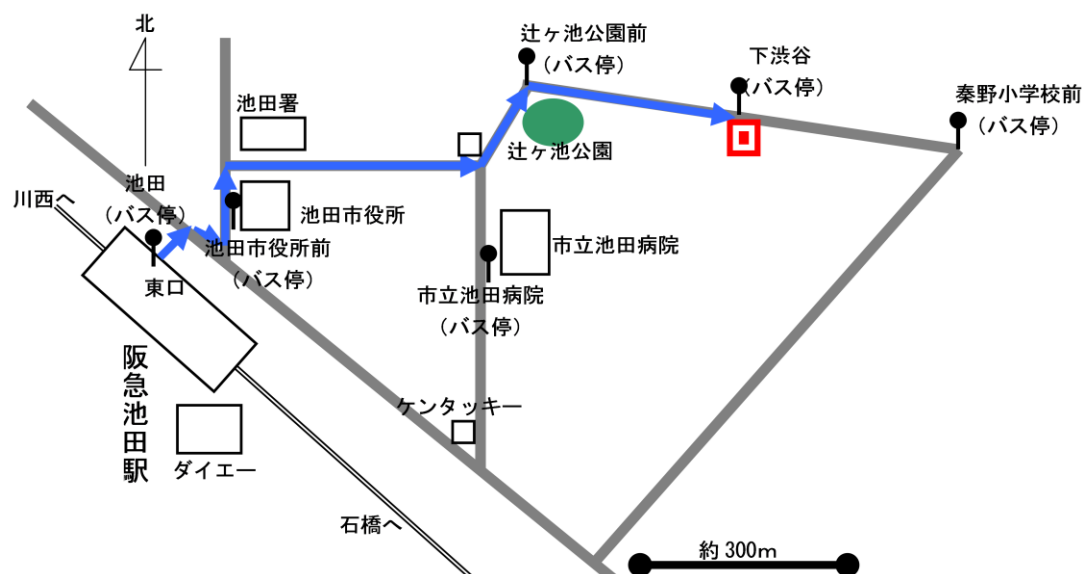 北
辻ヶ池公園前
（バス停）
下渋谷
（バス停）
秦野小学校前
（バス停）
池田署
辻ヶ池公園
池田
（バス停）
川西へ
池田市役所
池田市役所前
（バス停）
東口
市立池田病院
市立池田病院
（バス停）
阪急池田駅
ケンタッキー
ダイエー
石橋へ
約300m